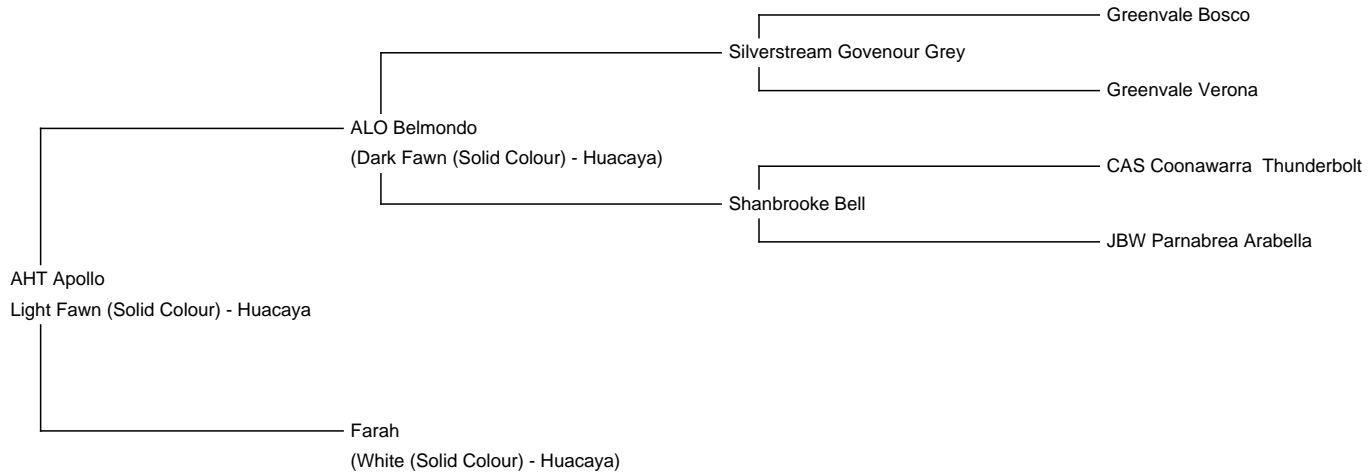 Greenvale Bosco
Silverstream Govenour Grey
Greenvale Verona
ALO Belmondo
(Dark Fawn (Solid Colour) - Huacaya)
CAS Coonawarra  Thunderbolt
Shanbrooke Bell
JBW Parnabrea Arabella
AHT Apollo
Light Fawn (Solid Colour) - Huacaya
Farah
(White (Solid Colour) - Huacaya)